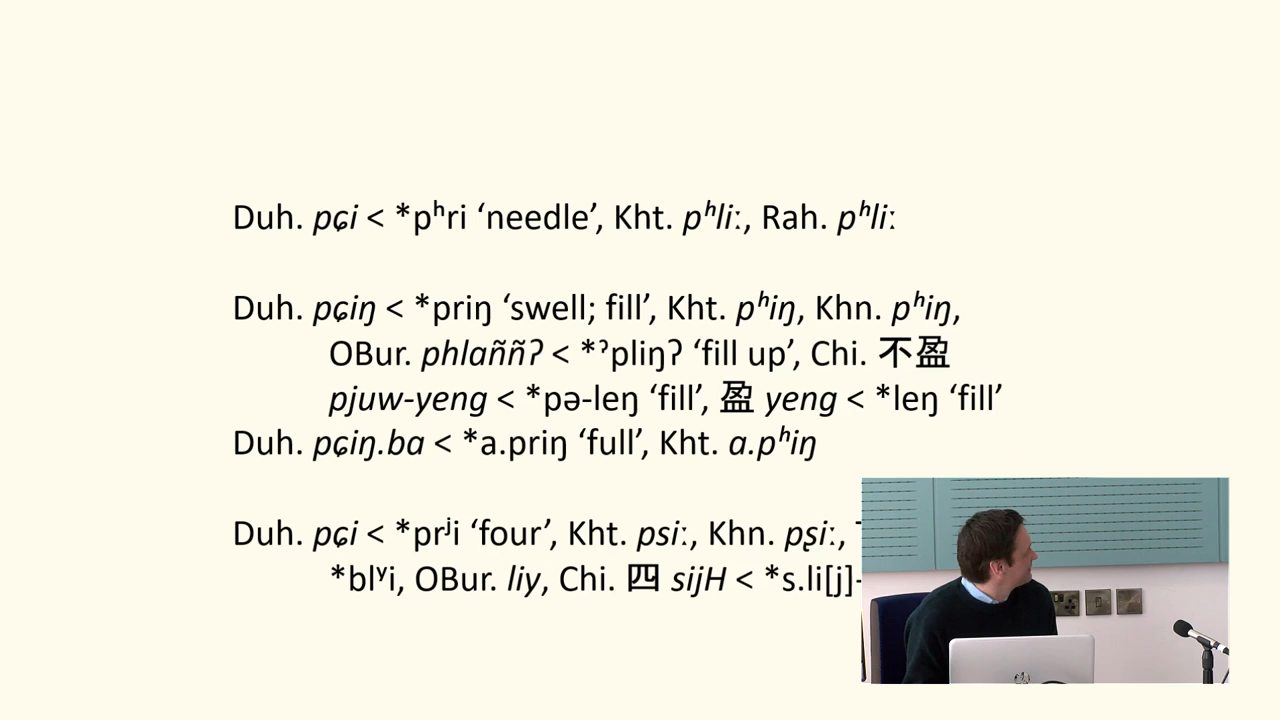 Duh. pɕi < *pʰri ‘needle’, Kht. pʰliː, Rah. pʰliː
Duh. pɕiŋ < *priŋ ‘swell; fill’, Kht. pʰiŋ, Khn. pʰiŋ,
OBur. phlaññʔ < *ˀpliŋʔ ‘fill up’, Chi. 不盈
pjuw-yeng < *pə-leŋ ‘fill’, 盈 yeng < *leŋ ‘fill’
Duh. pɕiŋ.ba < *a.priŋ ‘full’, Kht. a.pʰiŋ
Duh. pɕi < *prʲi ‘four’, Kht. psiː, Khn. pʂiː,
*blʸi, OBur. liy, Chi. 四 sijH < *s.li[j]-